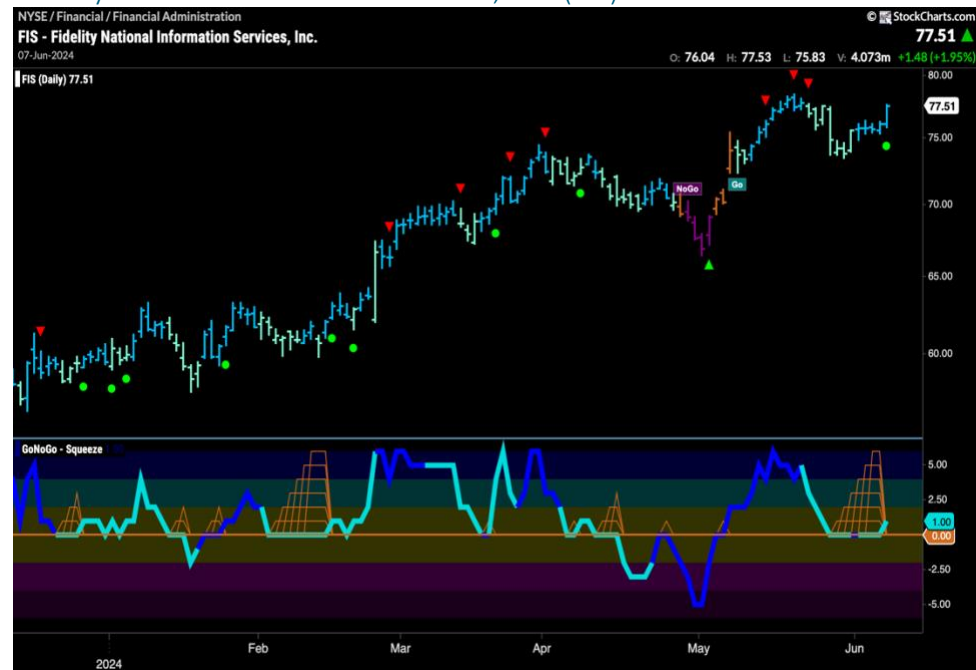 NYSE / Financial / Financial Administration
© StockCharts.com
FIS - Fidelity National Information Services, Inc.
77.51
07-Jun-2024
O: 76.04 H: 77.53 L: 75.83 V: 4.073m +1.48 (+1.95%)
FIS (Daily) 77.51
80.00
77.51
75.00
NoGo
Go
70.00
65.00
60.00
GoNoGo - Squeeze
5.00
2.50
1.00
0.00
-2.50
-5.00
Feb
Mar
Apr
May
Jun
2024